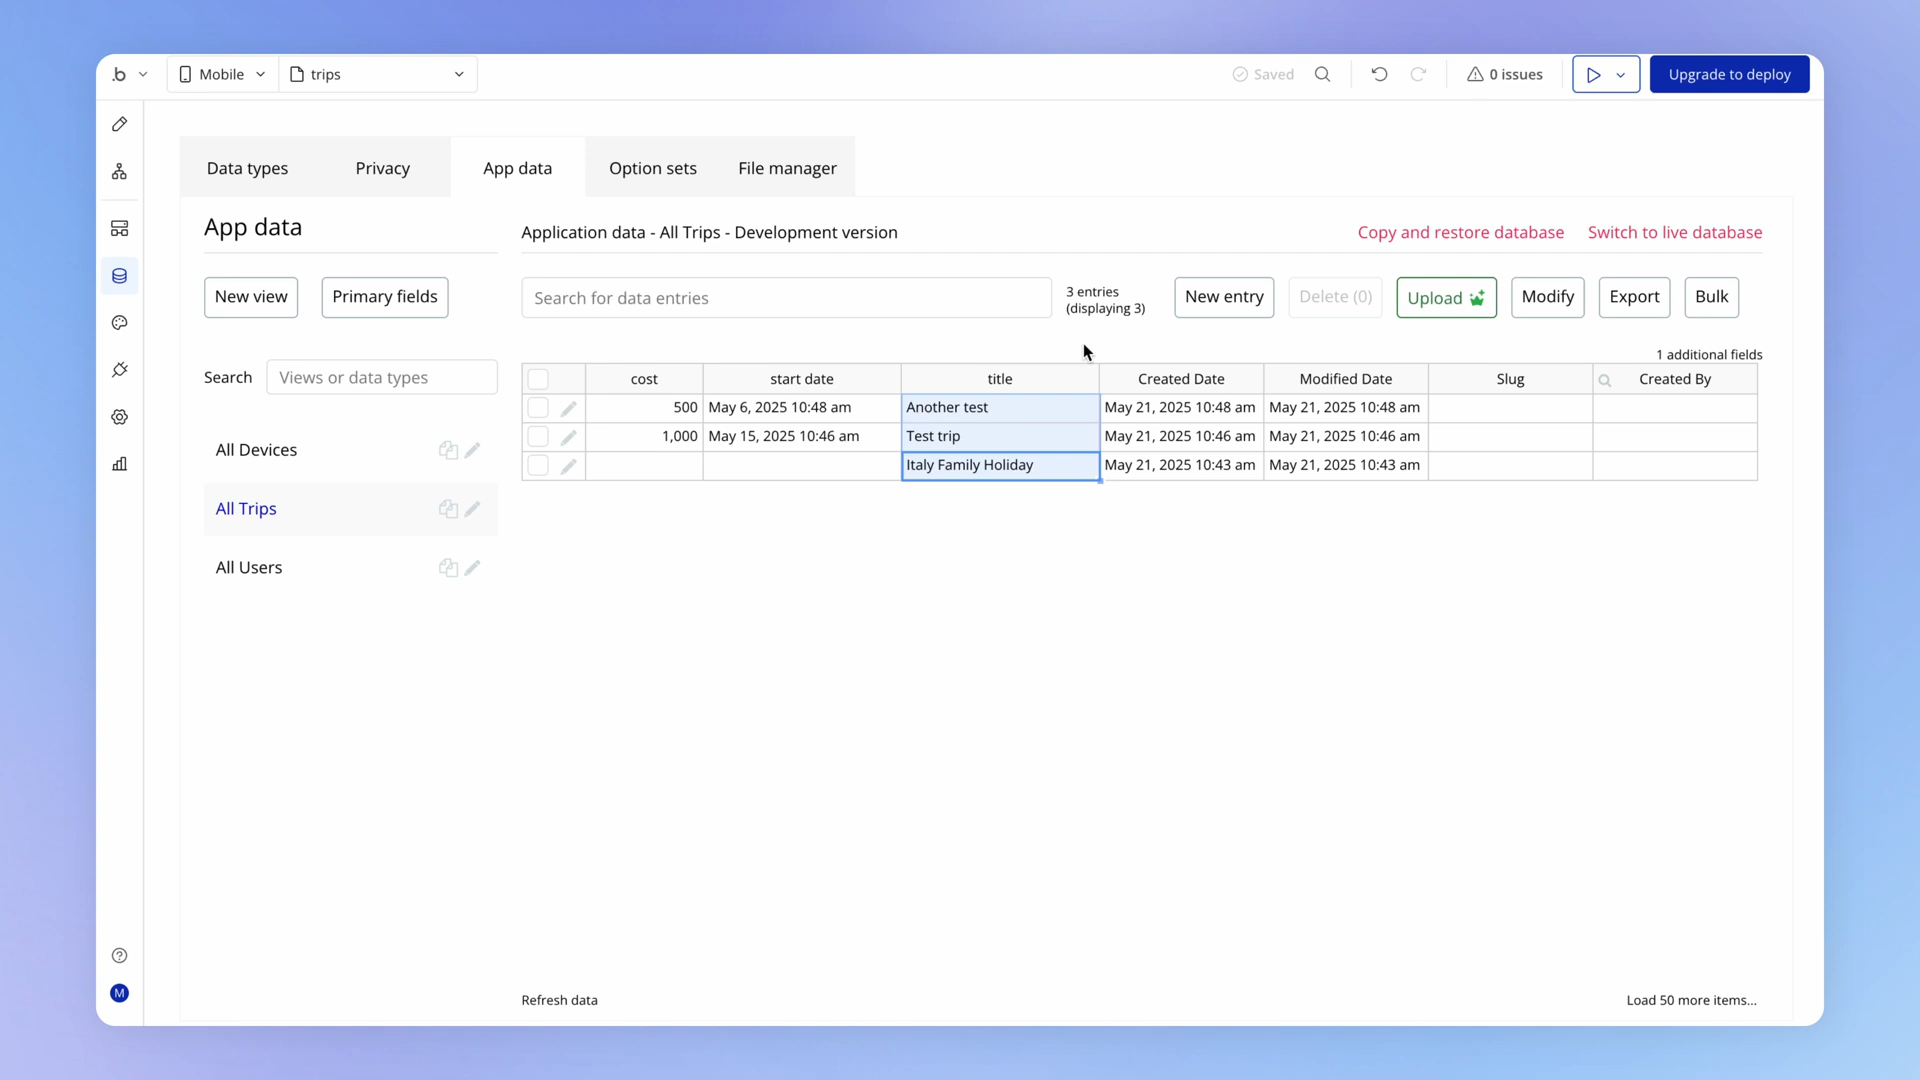 .b Mobile trips Saved 0 issues Upgrade to deploy
Data types Privacy App data Option sets File manager
App data
Application data - All Trips - Development version Copy and restore database Switch to live database
New view Primary fields Search for data entries 3 entries New entry Delete (0) Upload Modify Export Bulk
(displaying 3)
1 additional fields
Search Views or data types
cost start date title Created Date Modified Date Slug Created By
500 May 6, 2025 10:48 am Another test May 21, 2025 10:48 am May 21, 2025 10:48 am
1,000 May 15, 2025 10:46 am Test trip May 21, 2025 10:46 am May 21, 2025 10:46 am
Italy Family Holiday May 21, 2025 10:43 am May 21, 2025 10:43 am
All Devices
All Trips
All Users
M
Refresh data Load 50 more items...